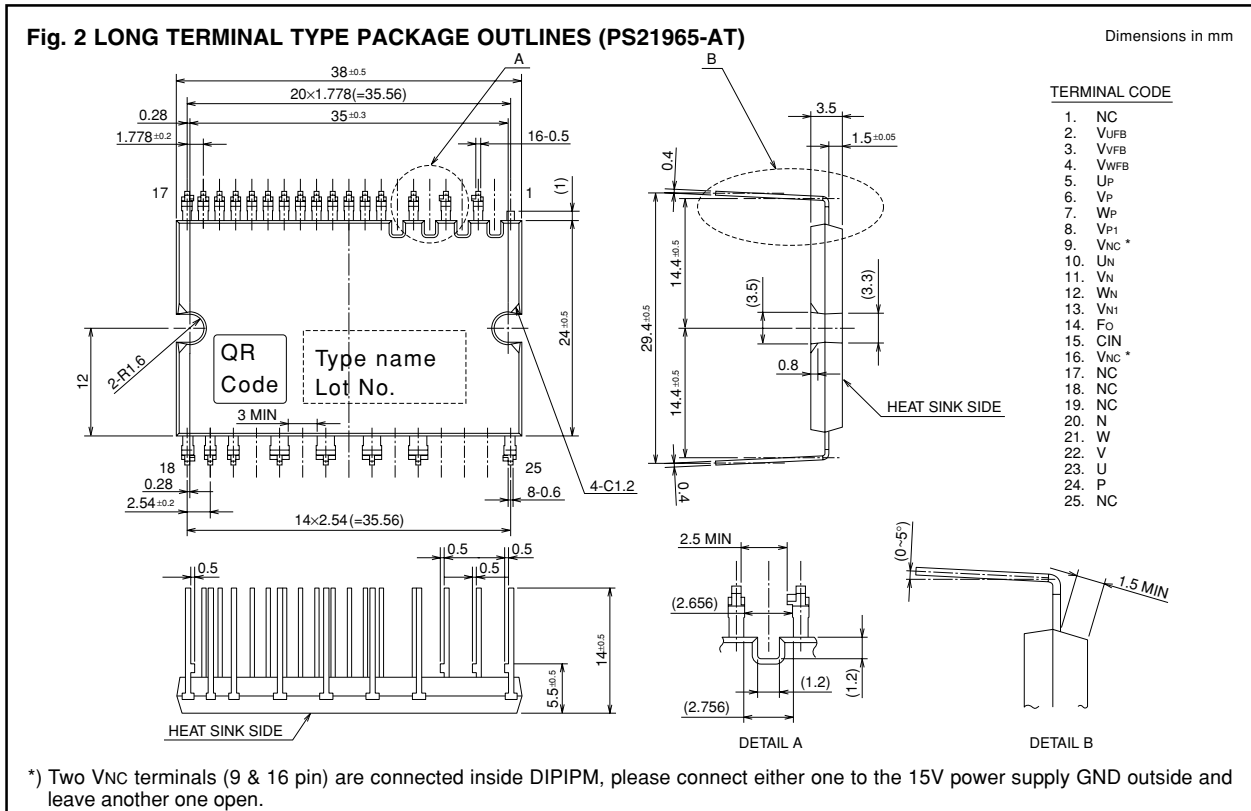 Fig. 2 LONG TERMINAL TYPE PACKAGE OUTLINES (PS21965-AT)
Dimensions in mm
A
B
38±0.5
20×1.778(=35.56)
35±0.3
0.28
1.778±0.2
16-0.5
17
1
(1)
QR
Code
Type name
Lot No.
2-R1.6
12
24±0.5
3 MIN
18
25
0.28
2.54±0.2
14×2.54(=35.56)
8-0.6
4-C1.2
3.5
1.5±0.05
0.4
29.4±0.5
14.4±0.5
14.4±0.5
(3.5)
(3.3)
0.8
0.4
HEAT SINK SIDE
TERMINAL CODE
1. NC
2. VUFB
3. VVFB
4. VWFB
5. UP
6. VP
7. WP
8. VP1
9. VNC *
10. UN
11. VN
12. WN
13. VN1
14. FO
15. CIN
16. VNC *
17. NC
18. NC
19. NC
20. N
21. W
22. V
23. U
24. P
25. NC
0.5
0.5
0.5
0.5
5.5±0.5
14±0.5
HEAT SINK SIDE
2.5 MIN
(2.656)
(1.2)
(1.2)
(2.756)
DETAIL A
(0~5°)
1.5 MIN
DETAIL B
*) Two VNC terminals (9 & 16 pin) are connected inside DIPIPM, please connect either one to the 15V power supply GND outside and
leave another one open.